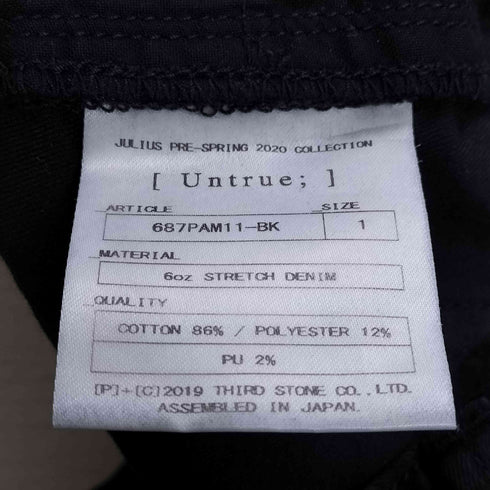 JULIUS PRE-SPRING 2020 COLLECTION
[ Untrue; ]
ARTICLE SIZE
687PAM11-BK 1
MATERIAL
6oz STRETCH DENIM
QUALITY
COTTON 86% / POLYESTER 12%
PU 2%
[P]+[C]2019 THIRD STONE CO.,LTD.
ASSEMBLED IN JAPAN.